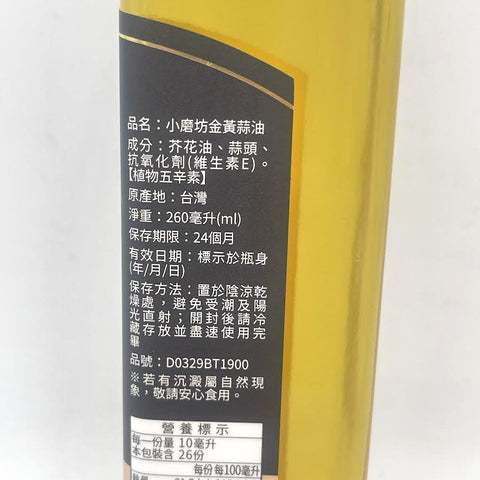 品名：小磨坊金黃蒜油
成分：芥花油、蒜頭、
抗氧化劑(維生素E)。
【植物五辛素】
原產地：台灣
淨重：260毫升(ml)
保存期限：24個月
有效日期：標示於瓶身
(年/月/日)
保存方法：置於陰涼乾
燥處，避免受潮及陽
光直射；開封後請冷
藏存放並盡速使用完
畢
品號：D0329BT1900
※若有沉澱屬自然現
象，敬請安心食用。
營養標示
每一份量 10毫升
本包裝含 26份
每份 每100毫升